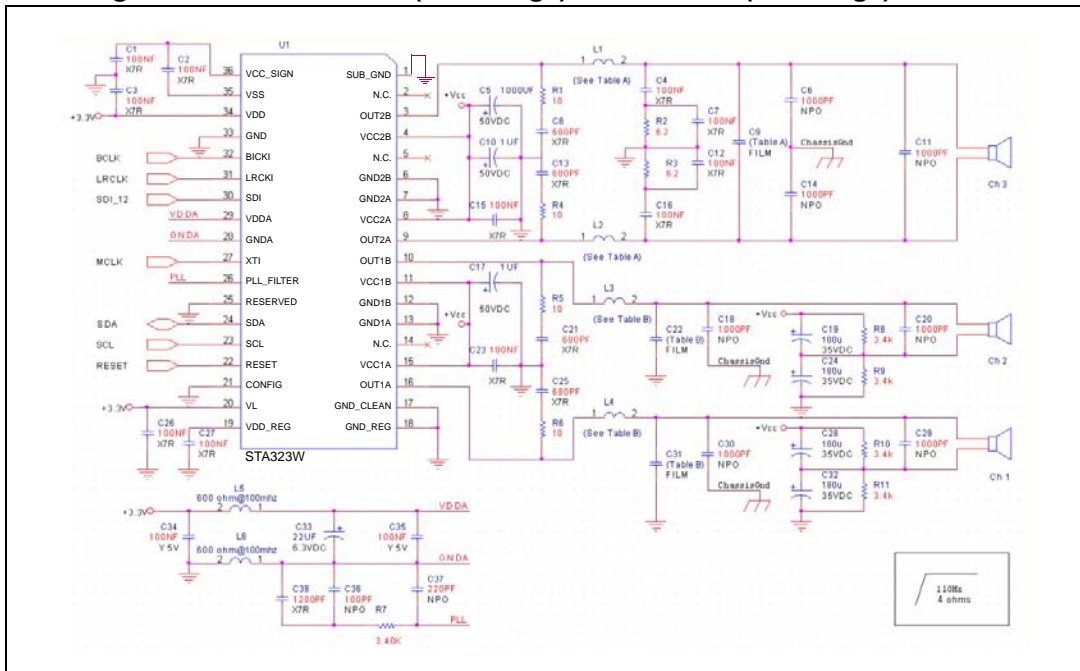 U1
STA323W
36 VCC_SIGN
35 VSS
34 VDD
33 GND
32 BICKI
31 LRCKI
30 SDI
29 VDDA
28 GNDA
27 XTI
26 PLL_FILTER
25 RESERVED
24 SDA
23 SCL
22 RESET
21 CONFIG
20 VL
19 VDD_REG
SUB_GND 1
N.C. 2
OUT2B 3
VCC2B 4
N.C. 5
GND2B 6
GND2A 7
VCC2A 8
OUT2A 9
OUT1B 10
VCC1B 11
GND1B 12
GND1A 13
N.C. 14
VCC1A 15
OUT1A 16
GND_CLEAN 17
GND_REG 18
C1
100NF
X7R
C2
100NF
X7R
C3
100NF
X7R
+3.3V
BCLK
LRCLK
SDI_12
VDDA
GNDA
MCLK
PLL
SDA
SCL
RESET
+3.3V
C26
100NF
X7R
C27
100NF
X7R
+Vcc
C5 1000UF
50VDC
C10 1UF
50VDC
C15 100NF
X7R
R1
10
C8
680PF
X7R
C13
680PF
X7R
R4
10
L1
1 2
(See Table A)
C4
100NF
X7R
R2
6.2
C7
100NF
X7R
R3
6.2
C12
100NF
X7R
C16
100NF
X7R
L2
1 2
(See Table A)
C9
(Table A)
FILM
C6
1000PF
NPO
ChassisGnd
C14
1000PF
NPO
C11
1000PF
NPO
Ch 3
C17 1UF
50VDC
+Vcc
C23 100NF
X7R
R5
10
C21
680PF
X7R
C25
680PF
X7R
R6
10
L3
1 2
(See Table B)
C22
(Table B)
FILM
C18
1000PF
NPO
ChassisGnd
+Vcc
C19
180u
35VDC
C24
180u
35VDC
R8
3.4k
R9
3.4k
C20
1000PF
NPO
Ch 2
L4
1 2
(See Table B)
C31
(Table B)
FILM
C30
1000PF
NPO
ChassisGnd
+Vcc
C28
180u
35VDC
C32
180u
35VDC
R10
3.4k
R11
3.4k
C29
1000PF
NPO
Ch 1
L5
600 ohm@100mhz
2 1
+3.3V
VDDA
C34
100NF
Y5V
C33
22UF
6.3VDC
C35
100NF
Y5V
L6
600 ohm@100mhz
2 1
GNDA
C38
1200PF
X7R
C36
100PF
NPO
R7
3.40K
C37
220PF
NPO
PLL
110Hz
4 ohms